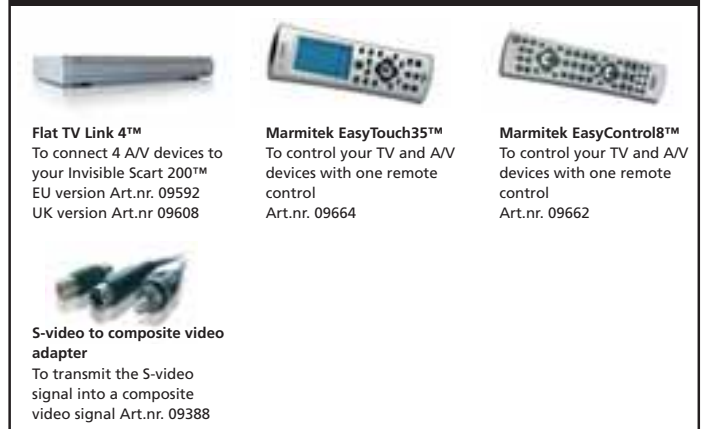 Flat TV Link 4™
To connect 4 A/V devices to
your Invisible Scart 200™
EU version Art.nr. 09592
UK version Art.nr 09608
Marmitek EasyTouch35™
To control your TV and A/V
devices with one remote
control
Art.nr. 09664
Marmitek EasyControl8™
To control your TV and A/V
devices with one remote
control
Art.nr. 09662
S-video to composite video
adapter
To transmit the S-video
signal into a composite
video signal Art.nr. 09388